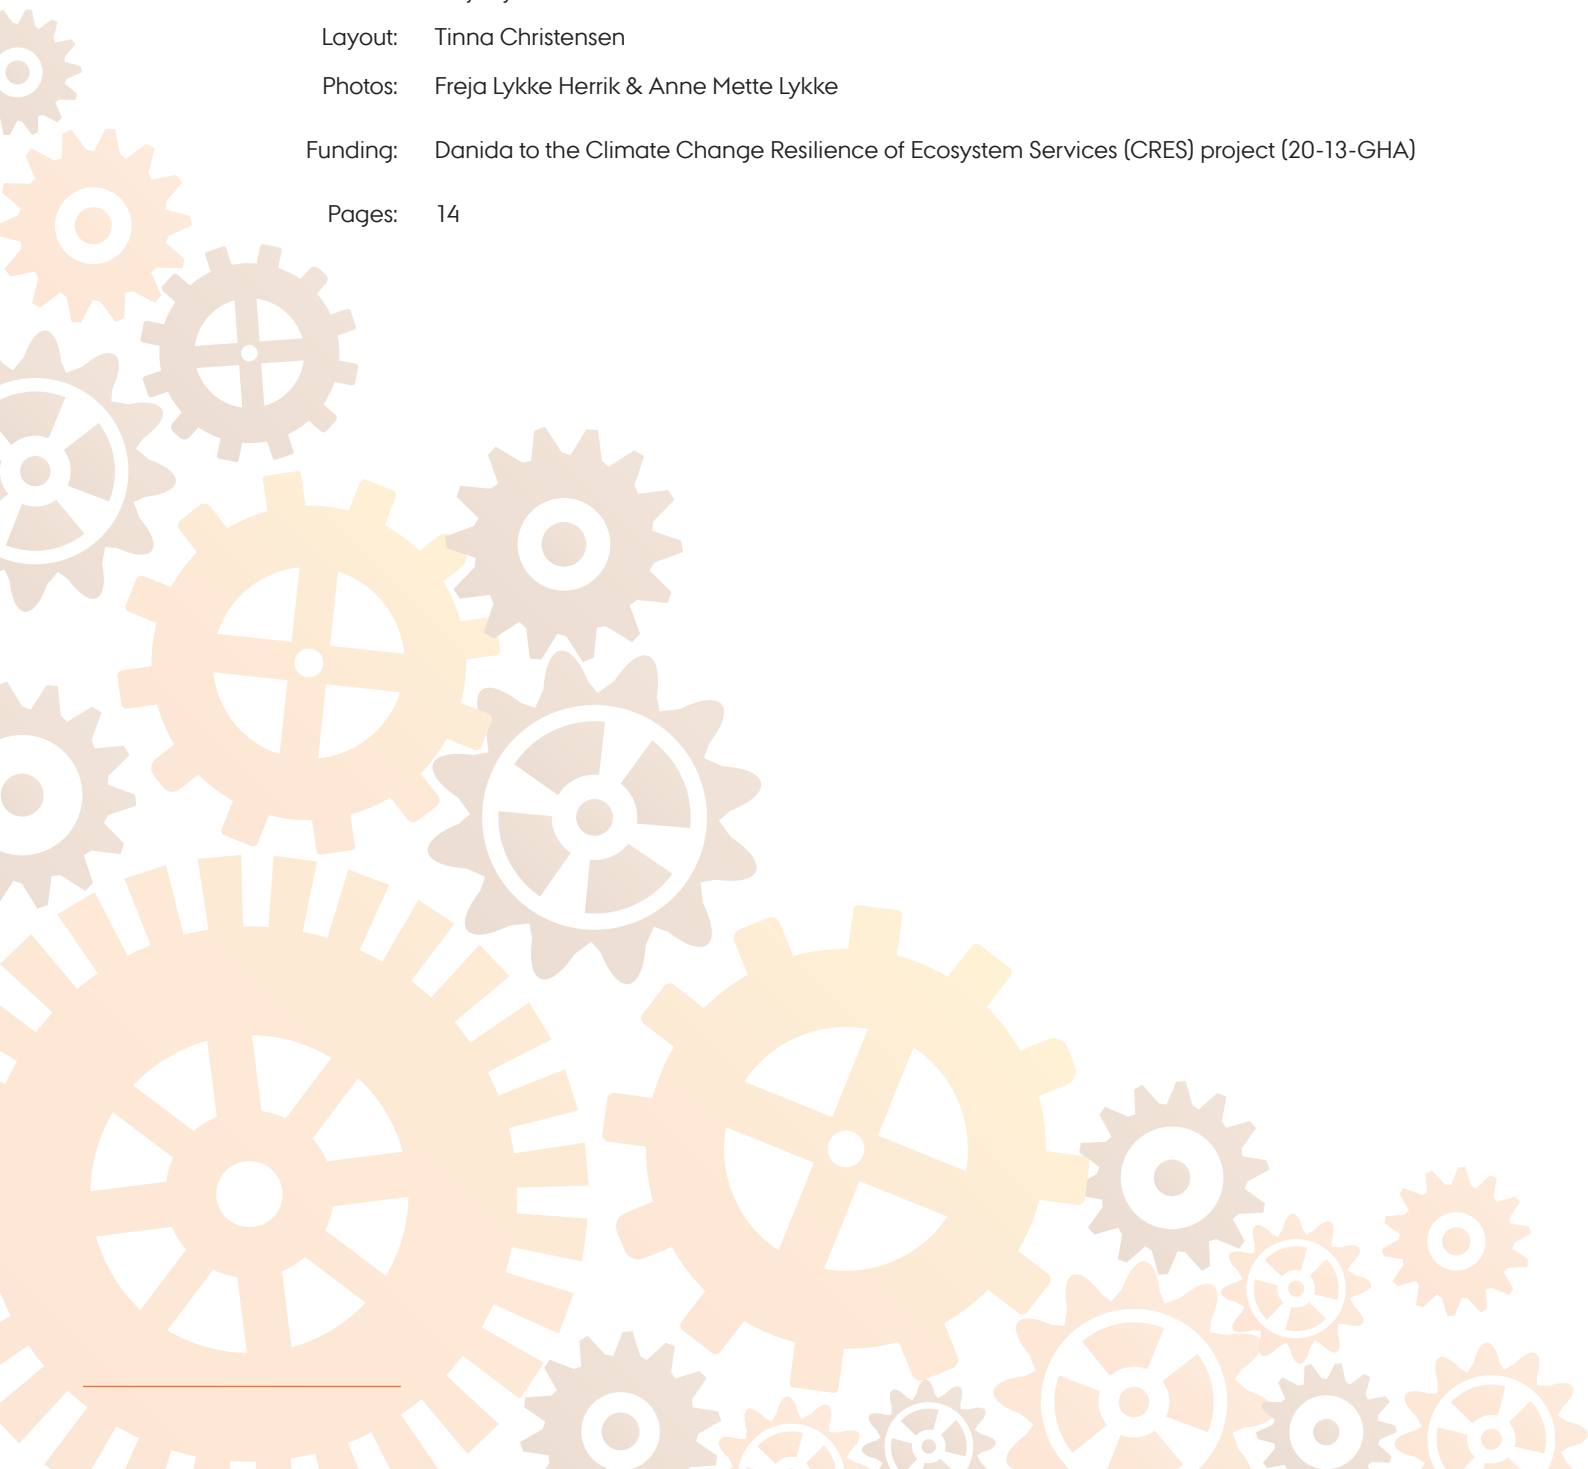 Layout: Tinna Christensen
Photos: Freja Lykke Herrik & Anne Mette Lykke
Funding: Danida to the Climate Change Resilience of Ecosystem Services (CRES) project (20-13-GHA)
Pages: 14